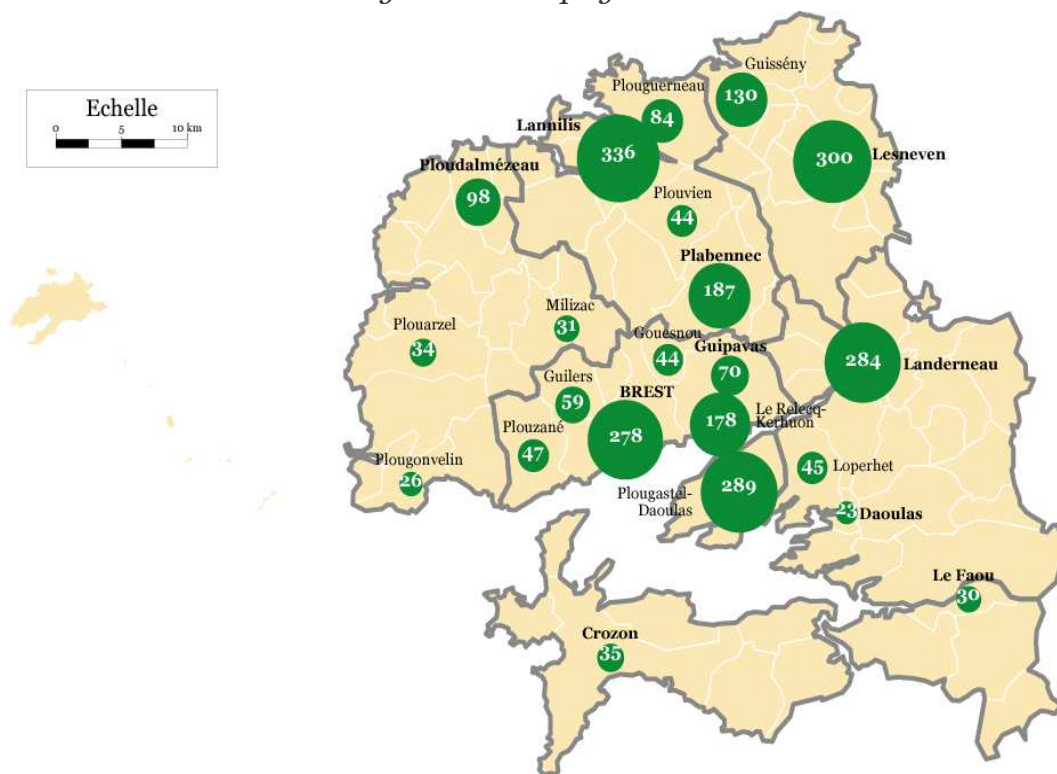 Echelle
0 5 10 km
Guissény
130
Plouguerneau
84
Lannilis
336
Lesneven
300
Ploudalmézeau
98
Plouvien
44
Plabennec
187
Milizac
31
Plouarzel
34
Gouesnou
44
Guipavas
70
Landerneau
284
Guilers
59
BREST
278
Le Relecq-
Kerhuon
178
Plouzané
47
Plougonvelin
26
Plougastel-
Daoulas
289
45
Loperhet
23
Daoulas
Le Faou
30
Crozon
35